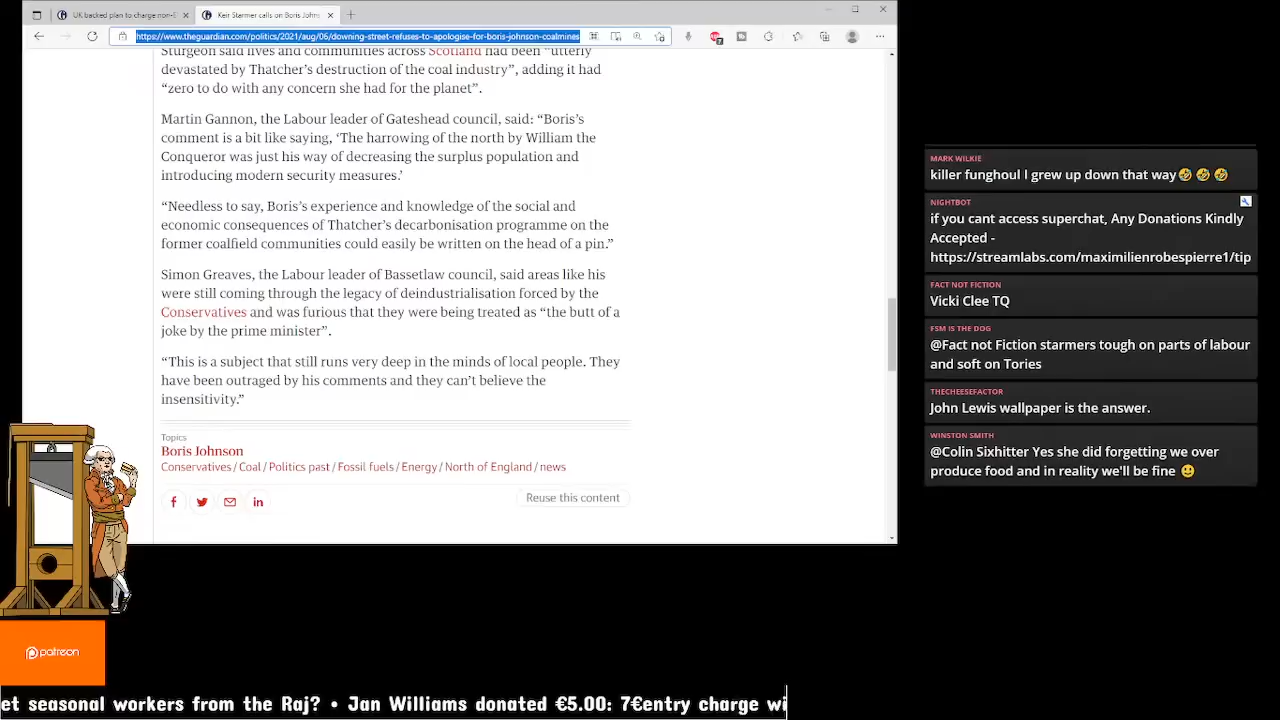 UK backed plan to charge non-E
Keir Starmer calls on Boris Johns
https://www.theguardian.com/politics/2021/aug/06/downing-street-refuses-to-apologise-for-boris-johnson-coalmines
Sturgeon said lives and communities across Scotland had been “utterly
devastated by Thatcher’s destruction of the coal industry”, adding it had
“zero to do with any concern she had for the planet”.
Martin Gannon, the Labour leader of Gateshead council, said: “Boris’s
comment is a bit like saying, ‘The harrowing of the north by William the
Conqueror was just his way of decreasing the surplus population and
introducing modern security measures.’
“Needless to say, Boris’s experience and knowledge of the social and
economic consequences of Thatcher’s decarbonisation programme on the
former coalfield communities could easily be written on the head of a pin.”
Simon Greaves, the Labour leader of Bassetlaw council, said areas like his
were still coming through the legacy of deindustrialisation forced by the
Conservatives and was furious that they were being treated as “the butt of a
joke by the prime minister”.
“This is a subject that still runs very deep in the minds of local people. They
have been outraged by his comments and they can’t believe the
insensitivity.”
Topics
Boris Johnson
Conservatives / Coal / Politics past / Fossil fuels / Energy / North of England / news
Reuse this content
MARK WILKIE
killer funghoul I grew up down that way🤣 🤣 🤣
NIGHTBOT
if you cant access superchat, Any Donations Kindly
Accepted -
https://streamlabs.com/maximilienrobespierre1/tip
FACT NOT FICTION
Vicki Clee TQ
FSM IS THE DOG
@Fact not Fiction starmers tough on parts of labour
and soft on Tories
THECHEESEFACTOR
John Lewis wallpaper is the answer.
WINSTON SMITH
@Colin Sixhitter Yes she did forgetting we over
produce food and in reality we'll be fine 🙂
patreon
et seasonal workers from the Raj? • Jan Williams donated €5.00: 7€entry charge wi